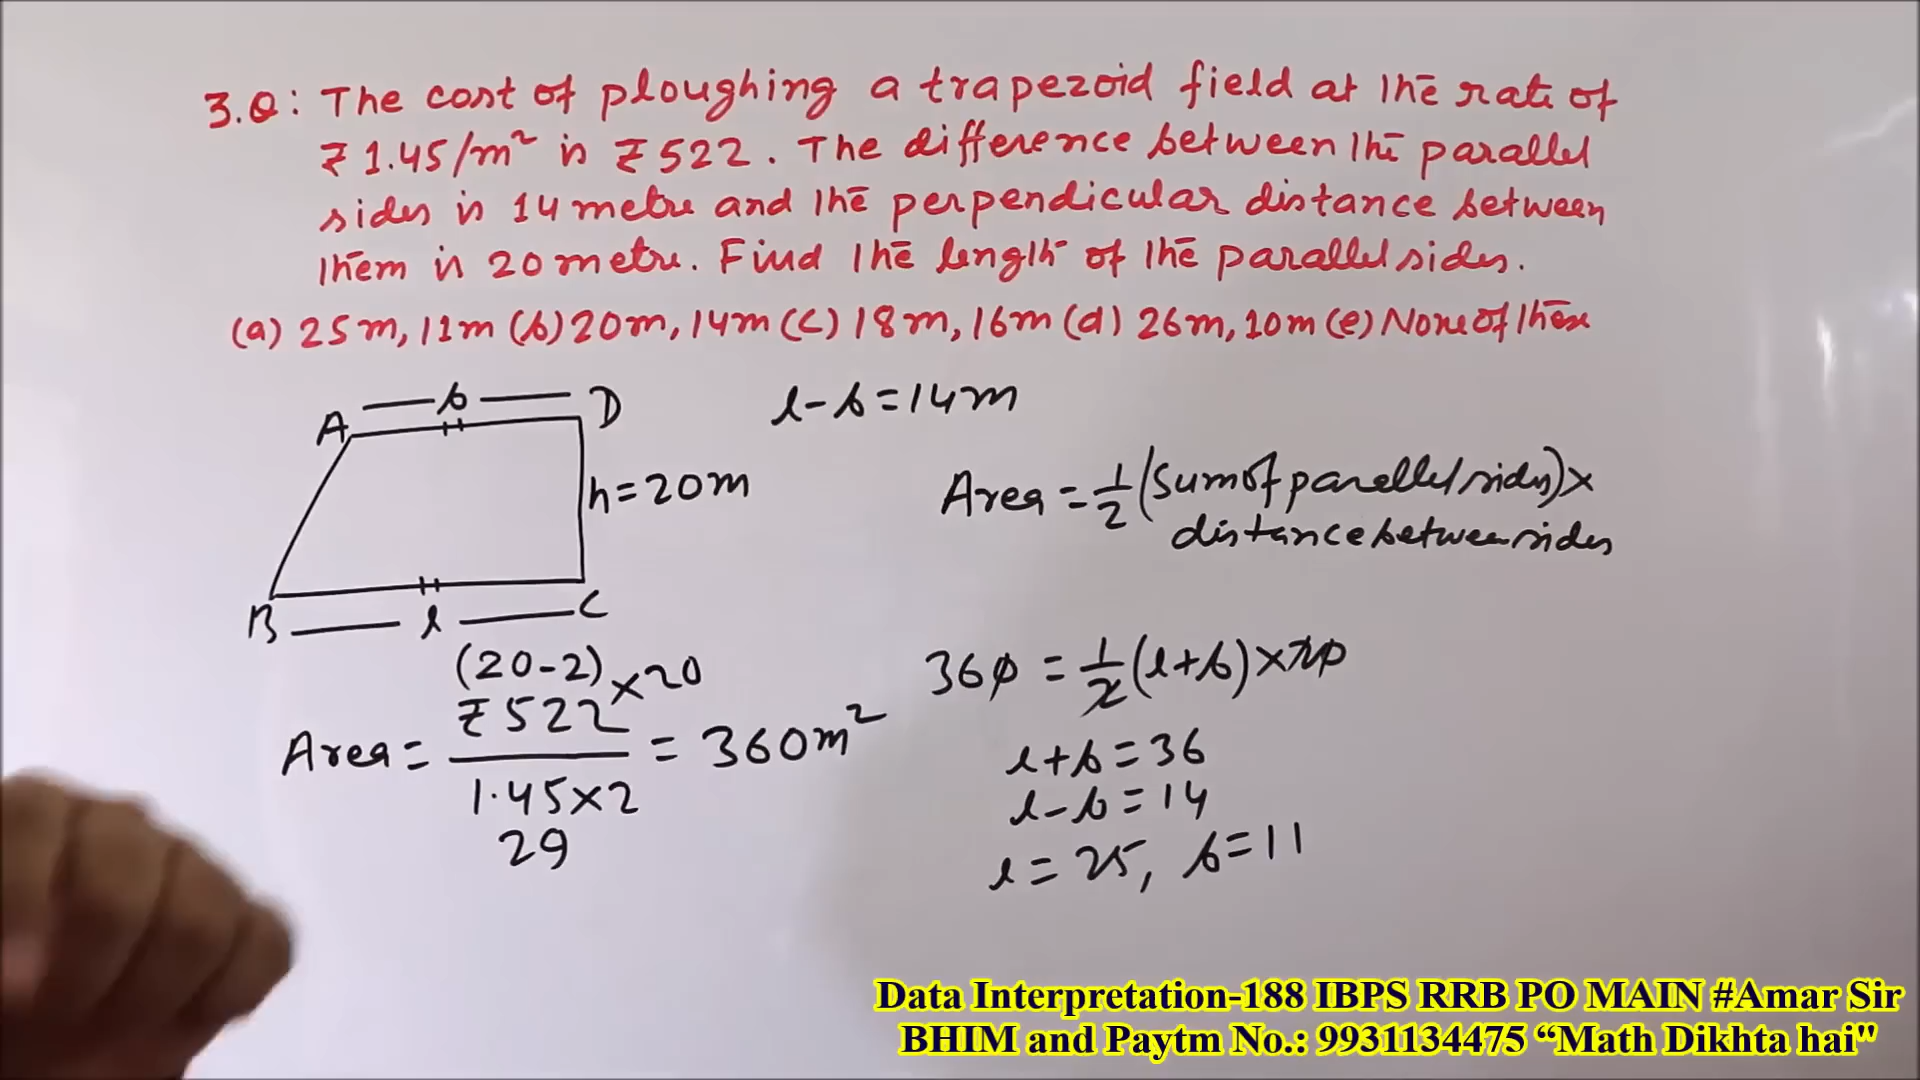 3.Q: The cost of ploughing a trapezoid field at the rate of
₹1.45/m² is ₹522. The difference between the parallel
sides is 14 metre and the perpendicular distance between
them is 20 metre. Find the length of the parallel sides.
(a) 25m, 11m (b) 20m, 14m (c) 18m, 16m (d) 26m, 10m (e) None of these
A b D
l-b=14m
h=20m
Area = 1/2 (Sum of parallel sides) ×
distance between sides
B l C
(20-2) ×20
Area = ₹522 / 1.45×2 = 360m²
29
360 = 1/2 (l+b) × 20
l+b=36
l-b=14
l=25, b=11
Data Interpretation-188 IBPS RRB PO MAIN #Amar Sir
BHIM and Paytm No.: 9931134475 “Math Dikhta hai"